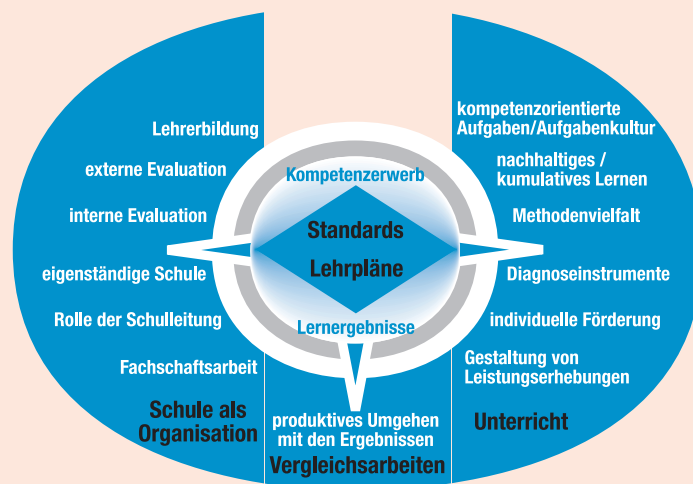 Lehrerbildung
externe Evaluation
interne Evaluation
eigenständige Schule
Rolle der Schulleitung
Fachschaftsarbeit
Schule als
Organisation
Kompetenzerwerb
Standards
Lehrpläne
Lernergebnisse
produktives Umgehen
mit den Ergebnissen
Vergleichsarbeiten
kompetenzorientierte
Aufgaben/Aufgabenkultur
nachhaltiges /
kumulatives Lernen
Methodenvielfalt
Diagnoseinstrumente
individuelle Förderung
Gestaltung von
Leistungserhebungen
Unterricht